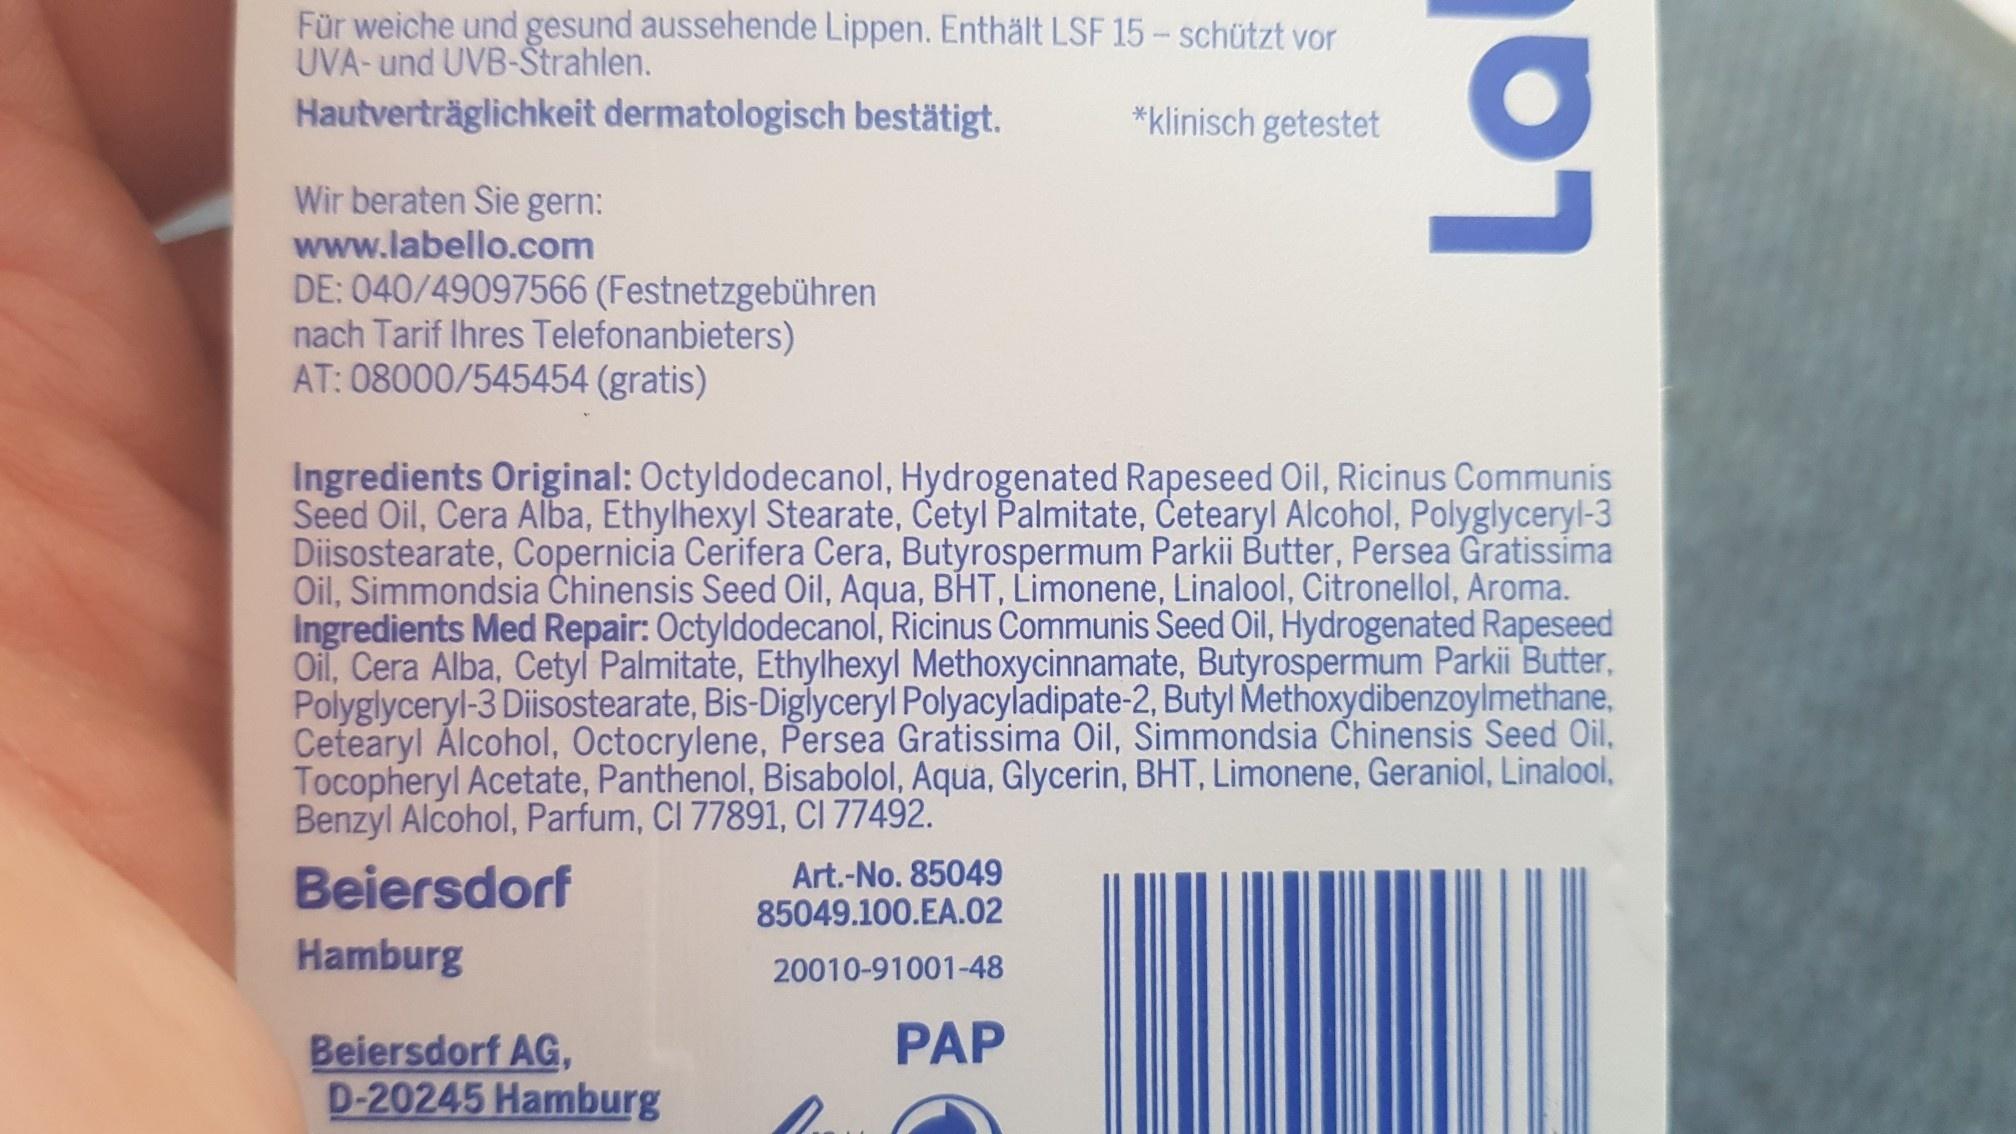 Für weiche und gesund aussehende Lippen. Enthält LSF 15 – schützt vor
UVA- und UVB-Strahlen.
Hautverträglichkeit dermatologisch bestätigt.
*klinisch getestet
Wir beraten Sie gern:
www.labello.com
DE: 040/49097566 (Festnetzgebühren
nach Tarif Ihres Telefonanbieters)
AT: 08000/545454 (gratis)
Ingredients Original: Octyldodecanol, Hydrogenated Rapeseed Oil, Ricinus Communis
Seed Oil, Cera Alba, Ethylhexyl Stearate, Cetyl Palmitate, Cetearyl Alcohol, Polyglyceryl-3
Diisostearate, Copernicia Cerifera Cera, Butyrospermum Parkii Butter, Persea Gratissima
Oil, Simmondsia Chinensis Seed Oil, Aqua, BHT, Limonene, Linalool, Citronellol, Aroma.
Ingredients Med Repair: Octyldodecanol, Ricinus Communis Seed Oil, Hydrogenated Rapeseed
Oil, Cera Alba, Cetyl Palmitate, Ethylhexyl Methoxycinnamate, Butyrospermum Parkii Butter,
Polyglyceryl-3 Diisostearate, Bis-Diglyceryl Polyacyladipate-2, Butyl Methoxydibenzoylmethane,
Cetearyl Alcohol, Octocrylene, Persea Gratissima Oil, Simmondsia Chinensis Seed Oil,
Tocopheryl Acetate, Panthenol, Bisabolol, Aqua, Glycerin, BHT, Limonene, Geraniol, Linalool,
Benzyl Alcohol, Parfum, CI 77891, CI 77492.
Beiersdorf
Hamburg
Art.-No. 85049
85049.100.EA.02
20010-91001-48
Beiersdorf AG,
D-20245 Hamburg
PAP
La